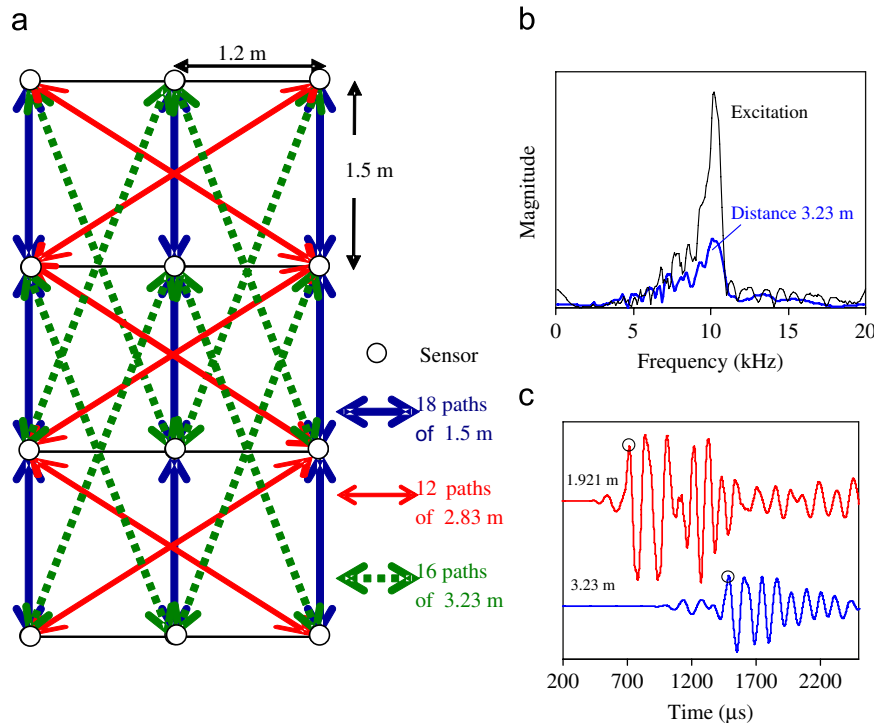 a
1.2 m
1.5 m
Sensor
18 paths
of 1.5 m
12 paths
of 2.83 m
16 paths
of 3.23 m
b
Magnitude
Excitation
Distance 3.23 m
0 5 10 15 20
Frequency (kHz)
c
1.921 m
3.23 m
200 700 1200 1700 2200
Time (μs)